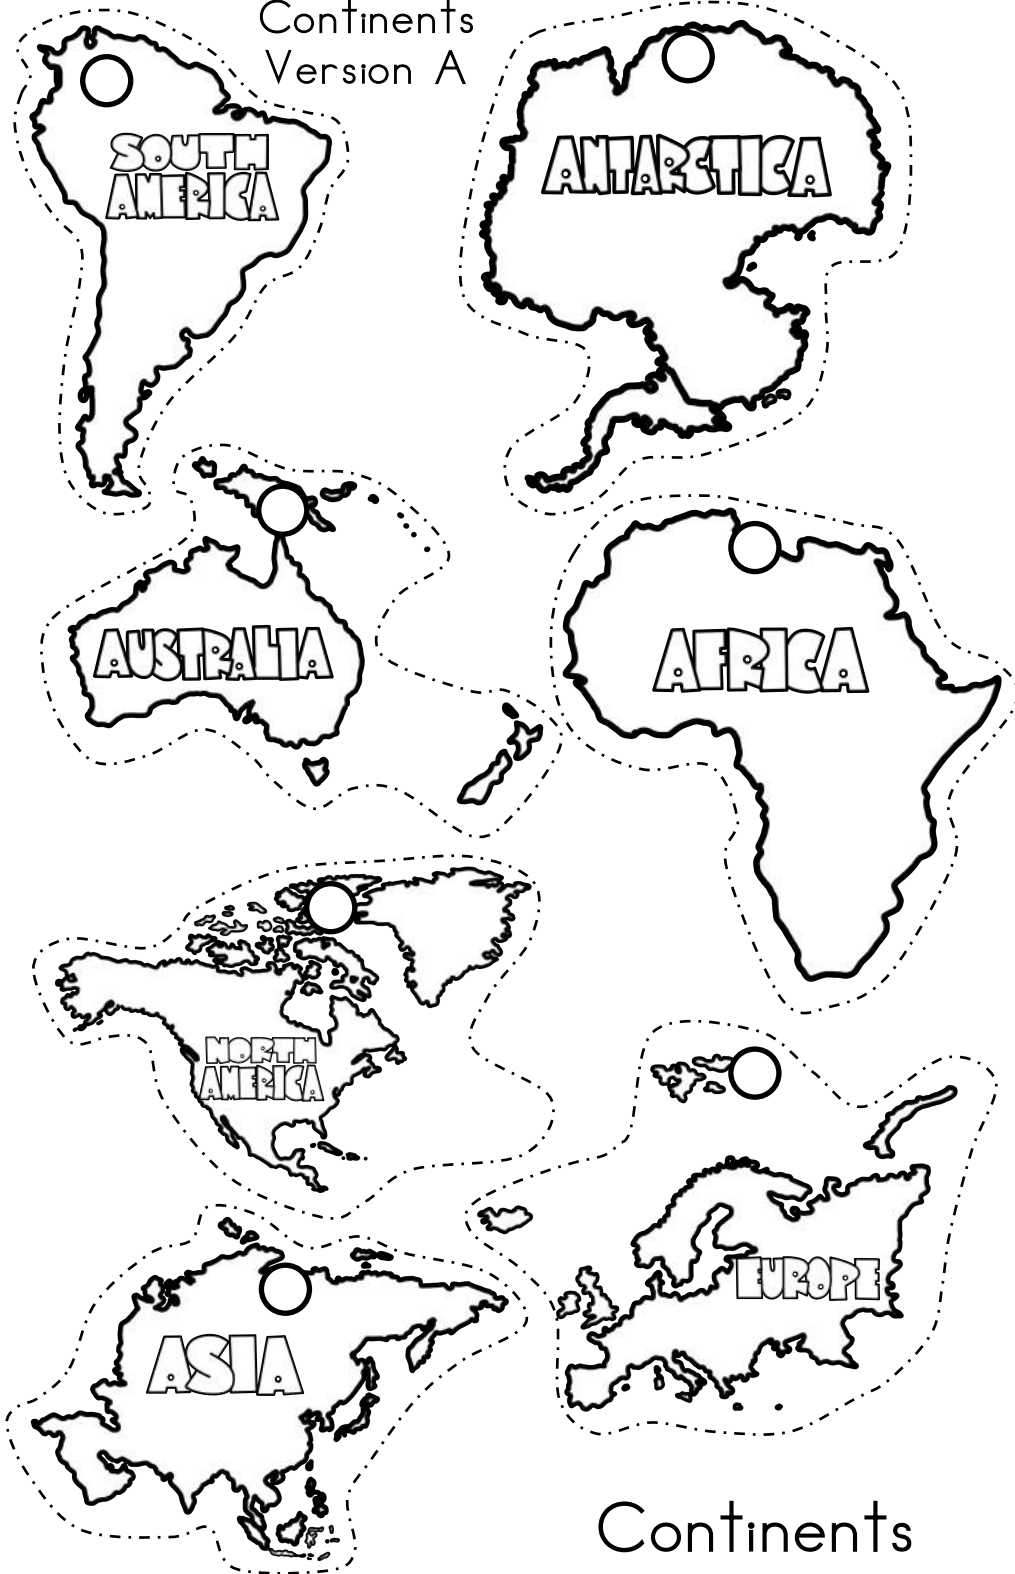 Continents
Version A
SOUTH
AMERICA
ANTARCTICA
AUSTRALIA
AFRICA
NORTH
AMERICA
EUROPE
ASIA
Continents